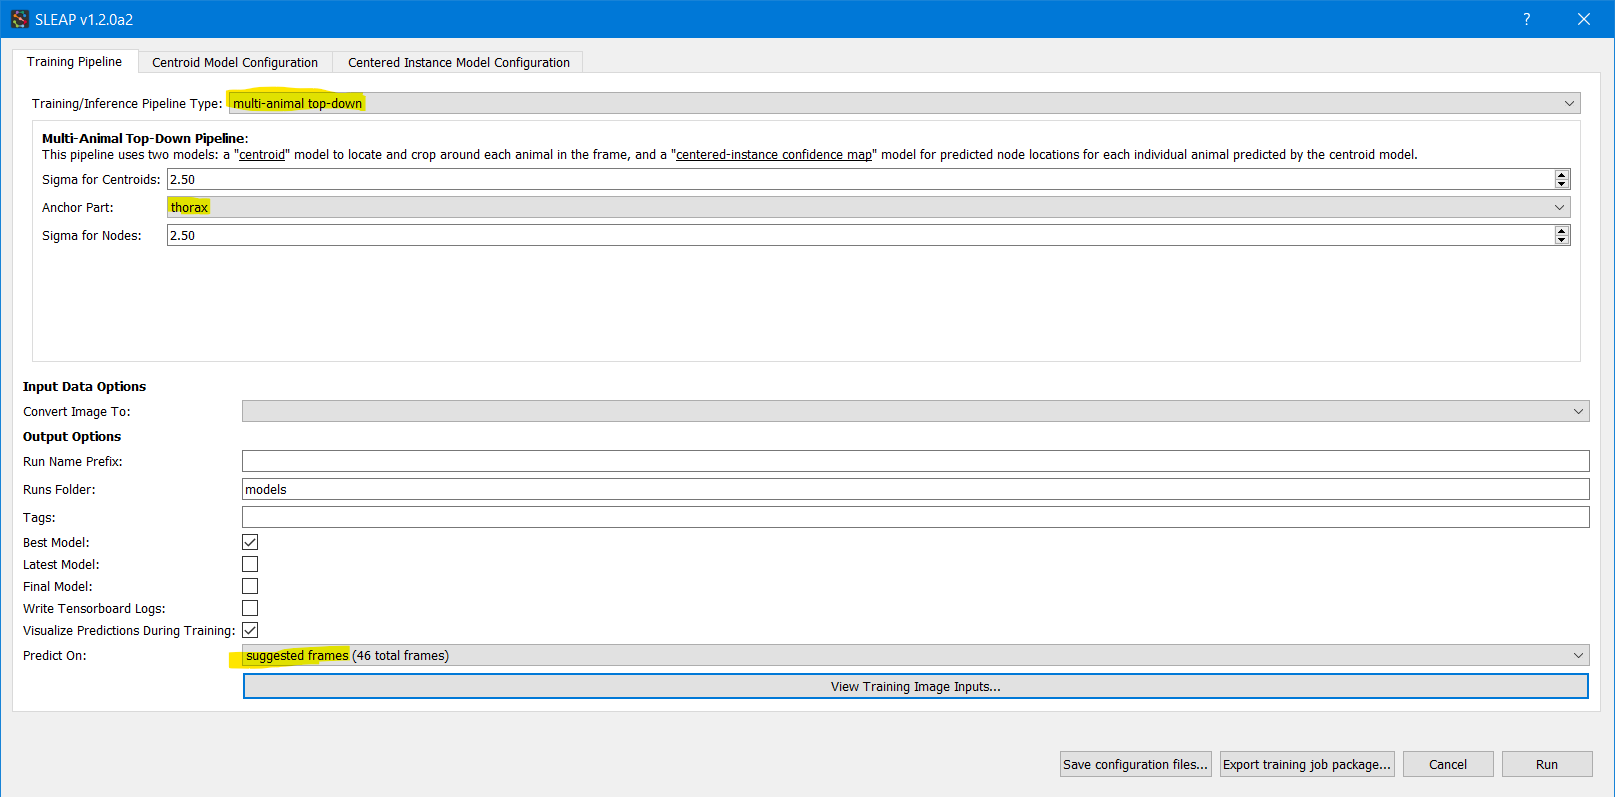 SLEAP v1.2.0a2
?
Training Pipeline
Centroid Model Configuration
Centered Instance Model Configuration
Training/Inference Pipeline Type: multi-animal top-down
Multi-Animal Top-Down Pipeline:
This pipeline uses two models: a "centroid" model to locate and crop around each animal in the frame, and a "centered-instance confidence map" model for predicted node locations for each individual animal predicted by the centroid model.
Sigma for Centroids: 2.50
Anchor Part: thorax
Sigma for Nodes: 2.50
Input Data Options
Convert Image To:
Output Options
Run Name Prefix:
Runs Folder: models
Tags:
Best Model:
Latest Model:
Final Model:
Write Tensorboard Logs:
Visualize Predictions During Training:
Predict On: suggested frames (46 total frames)
View Training Image Inputs...
Save configuration files...
Export training job package...
Cancel
Run